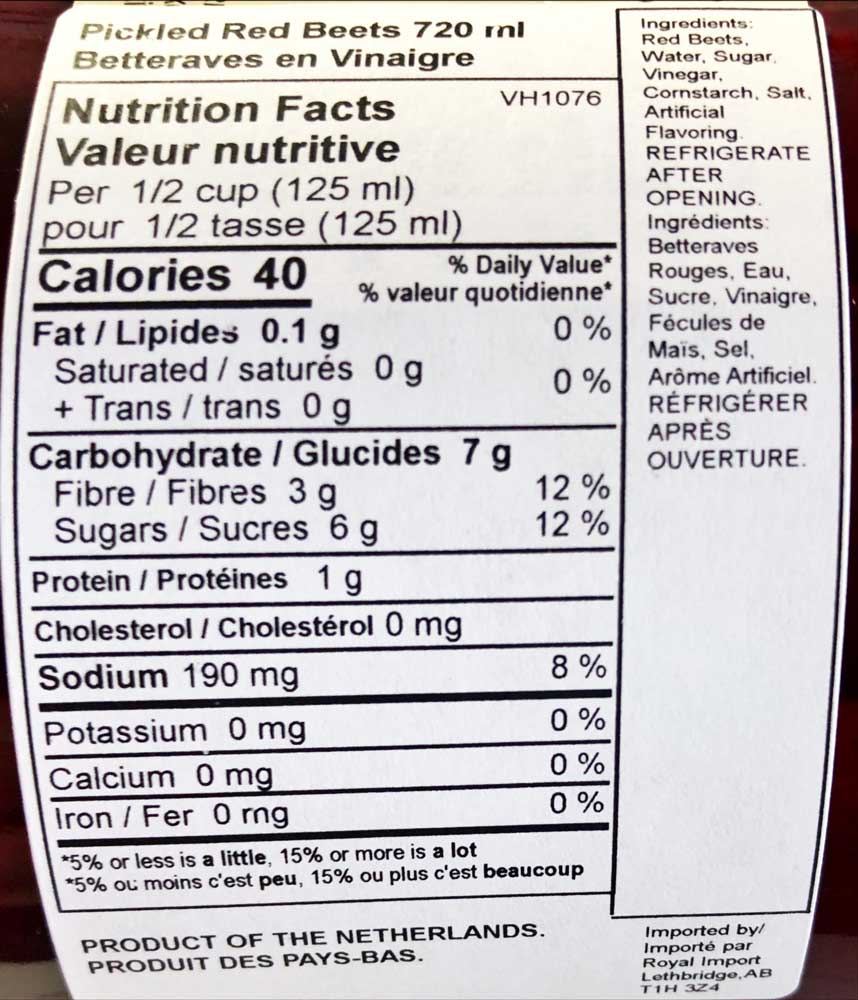 Pickled Red Beets 720 ml
Betteraves en Vinaigre
Nutrition Facts
VH1076
Valeur nutritive
Per 1/2 cup (125 ml)
pour 1/2 tasse (125 ml)
Calories 40
% Daily Value*
% valeur quotidienne*
Fat / Lipides 0.1 g 0 %
Saturated / saturés 0 g
+ Trans / trans 0 g
0 %
Carbohydrate / Glucides 7 g
Fibre / Fibres 3 g 12 %
Sugars / Sucres 6 g 12 %
Protein / Protéines 1 g
Cholesterol / Cholestérol 0 mg
Sodium 190 mg 8 %
Potassium 0 mg 0 %
Calcium 0 mg 0 %
Iron / Fer 0 mg 0 %
*5% or less is a little, 15% or more is a lot
*5% ou moins c'est peu, 15% ou plus c'est beaucoup
PRODUCT OF THE NETHERLANDS.
PRODUIT DES PAYS-BAS.
Ingredients:
Red Beets,
Water, Sugar,
Vinegar,
Cornstarch, Salt,
Artificial
Flavoring.
REFRIGERATE
AFTER
OPENING.
Ingrédients:
Betteraves
Rouges, Eau,
Sucre, Vinaigre,
Fécules de
Maïs, Sel,
Arôme Artificiel.
RÉFRIGÉRER
APRÈS
OUVERTURE.
Imported by/
Importé par
Royal Import
Lethbridge, AB
T1H 3Z4